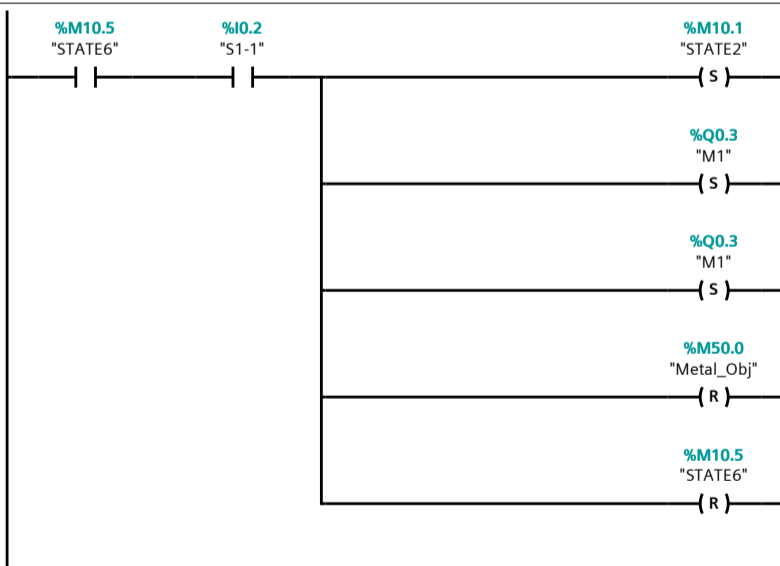 %M10.5 %I0.2 %M10.1
"STATE6" "S1-1" "STATE2"
S
%Q0.3
"M1"
S
%Q0.3
"M1"
S
%M50.0
"Metal_Obj"
R
%M10.5
"STATE6"
R